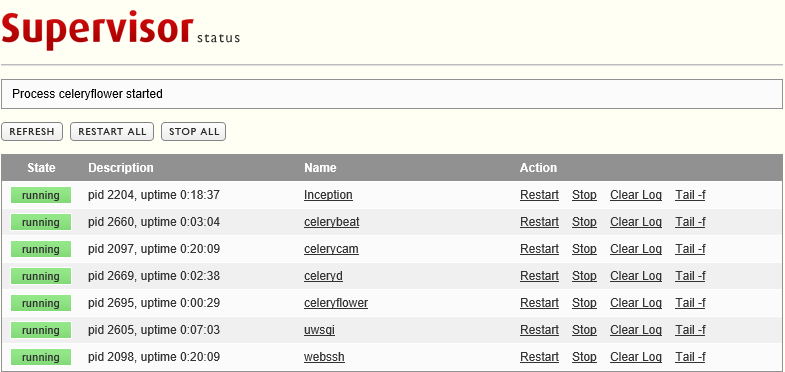 Supervisor status
Process celeryflower started
REFRESH RESTART ALL STOP ALL
State Description Name Action
running pid 2204, uptime 0:18:37 Inception Restart Stop Clear Log Tail -f
running pid 2660, uptime 0:03:04 celerybeat Restart Stop Clear Log Tail -f
running pid 2097, uptime 0:20:09 celerycam Restart Stop Clear Log Tail -f
running pid 2669, uptime 0:02:38 celeryd Restart Stop Clear Log Tail -f
running pid 2695, uptime 0:00:29 celeryflower Restart Stop Clear Log Tail -f
running pid 2605, uptime 0:07:03 uwsgi Restart Stop Clear Log Tail -f
running pid 2098, uptime 0:20:09 webssh Restart Stop Clear Log Tail -f